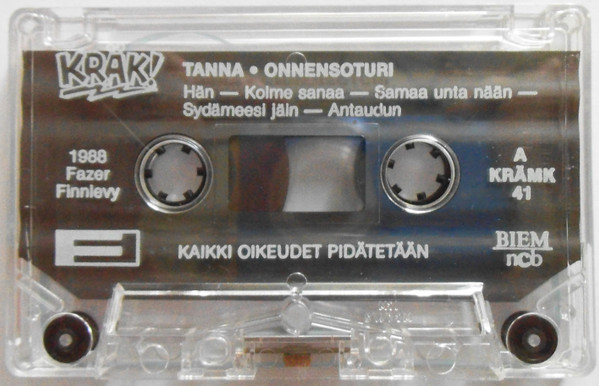 KRÄK!
TANNA • ONNENSOTURI
Hän — Kolme sanaa — Samaa unta nään —
Sydämeesi jäin — Antaudun
1988
Fazer
Finnlevy
A
KRÄMK
41
KAIKKI OIKEUDET PIDÄTETÄÄN
BIEM
ncb